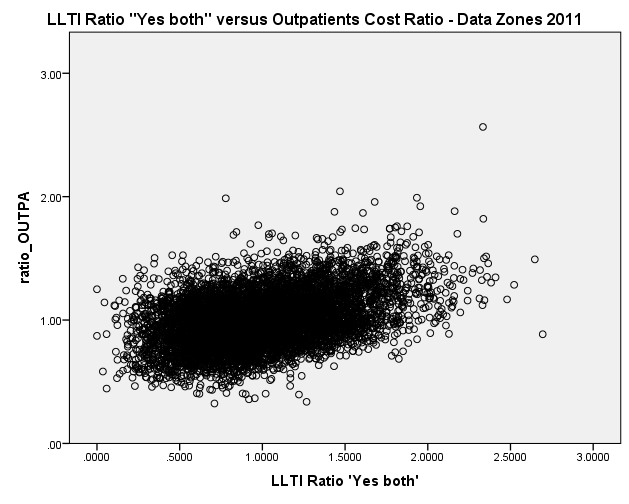 LLTI Ratio "Yes both" versus Outpatients Cost Ratio - Data Zones 2011
3.00
2.00
ratio_OUTPA
1.00
.00
.0000 .5000 1.0000 1.5000 2.0000 2.5000 3.0000
LLTI Ratio 'Yes both'